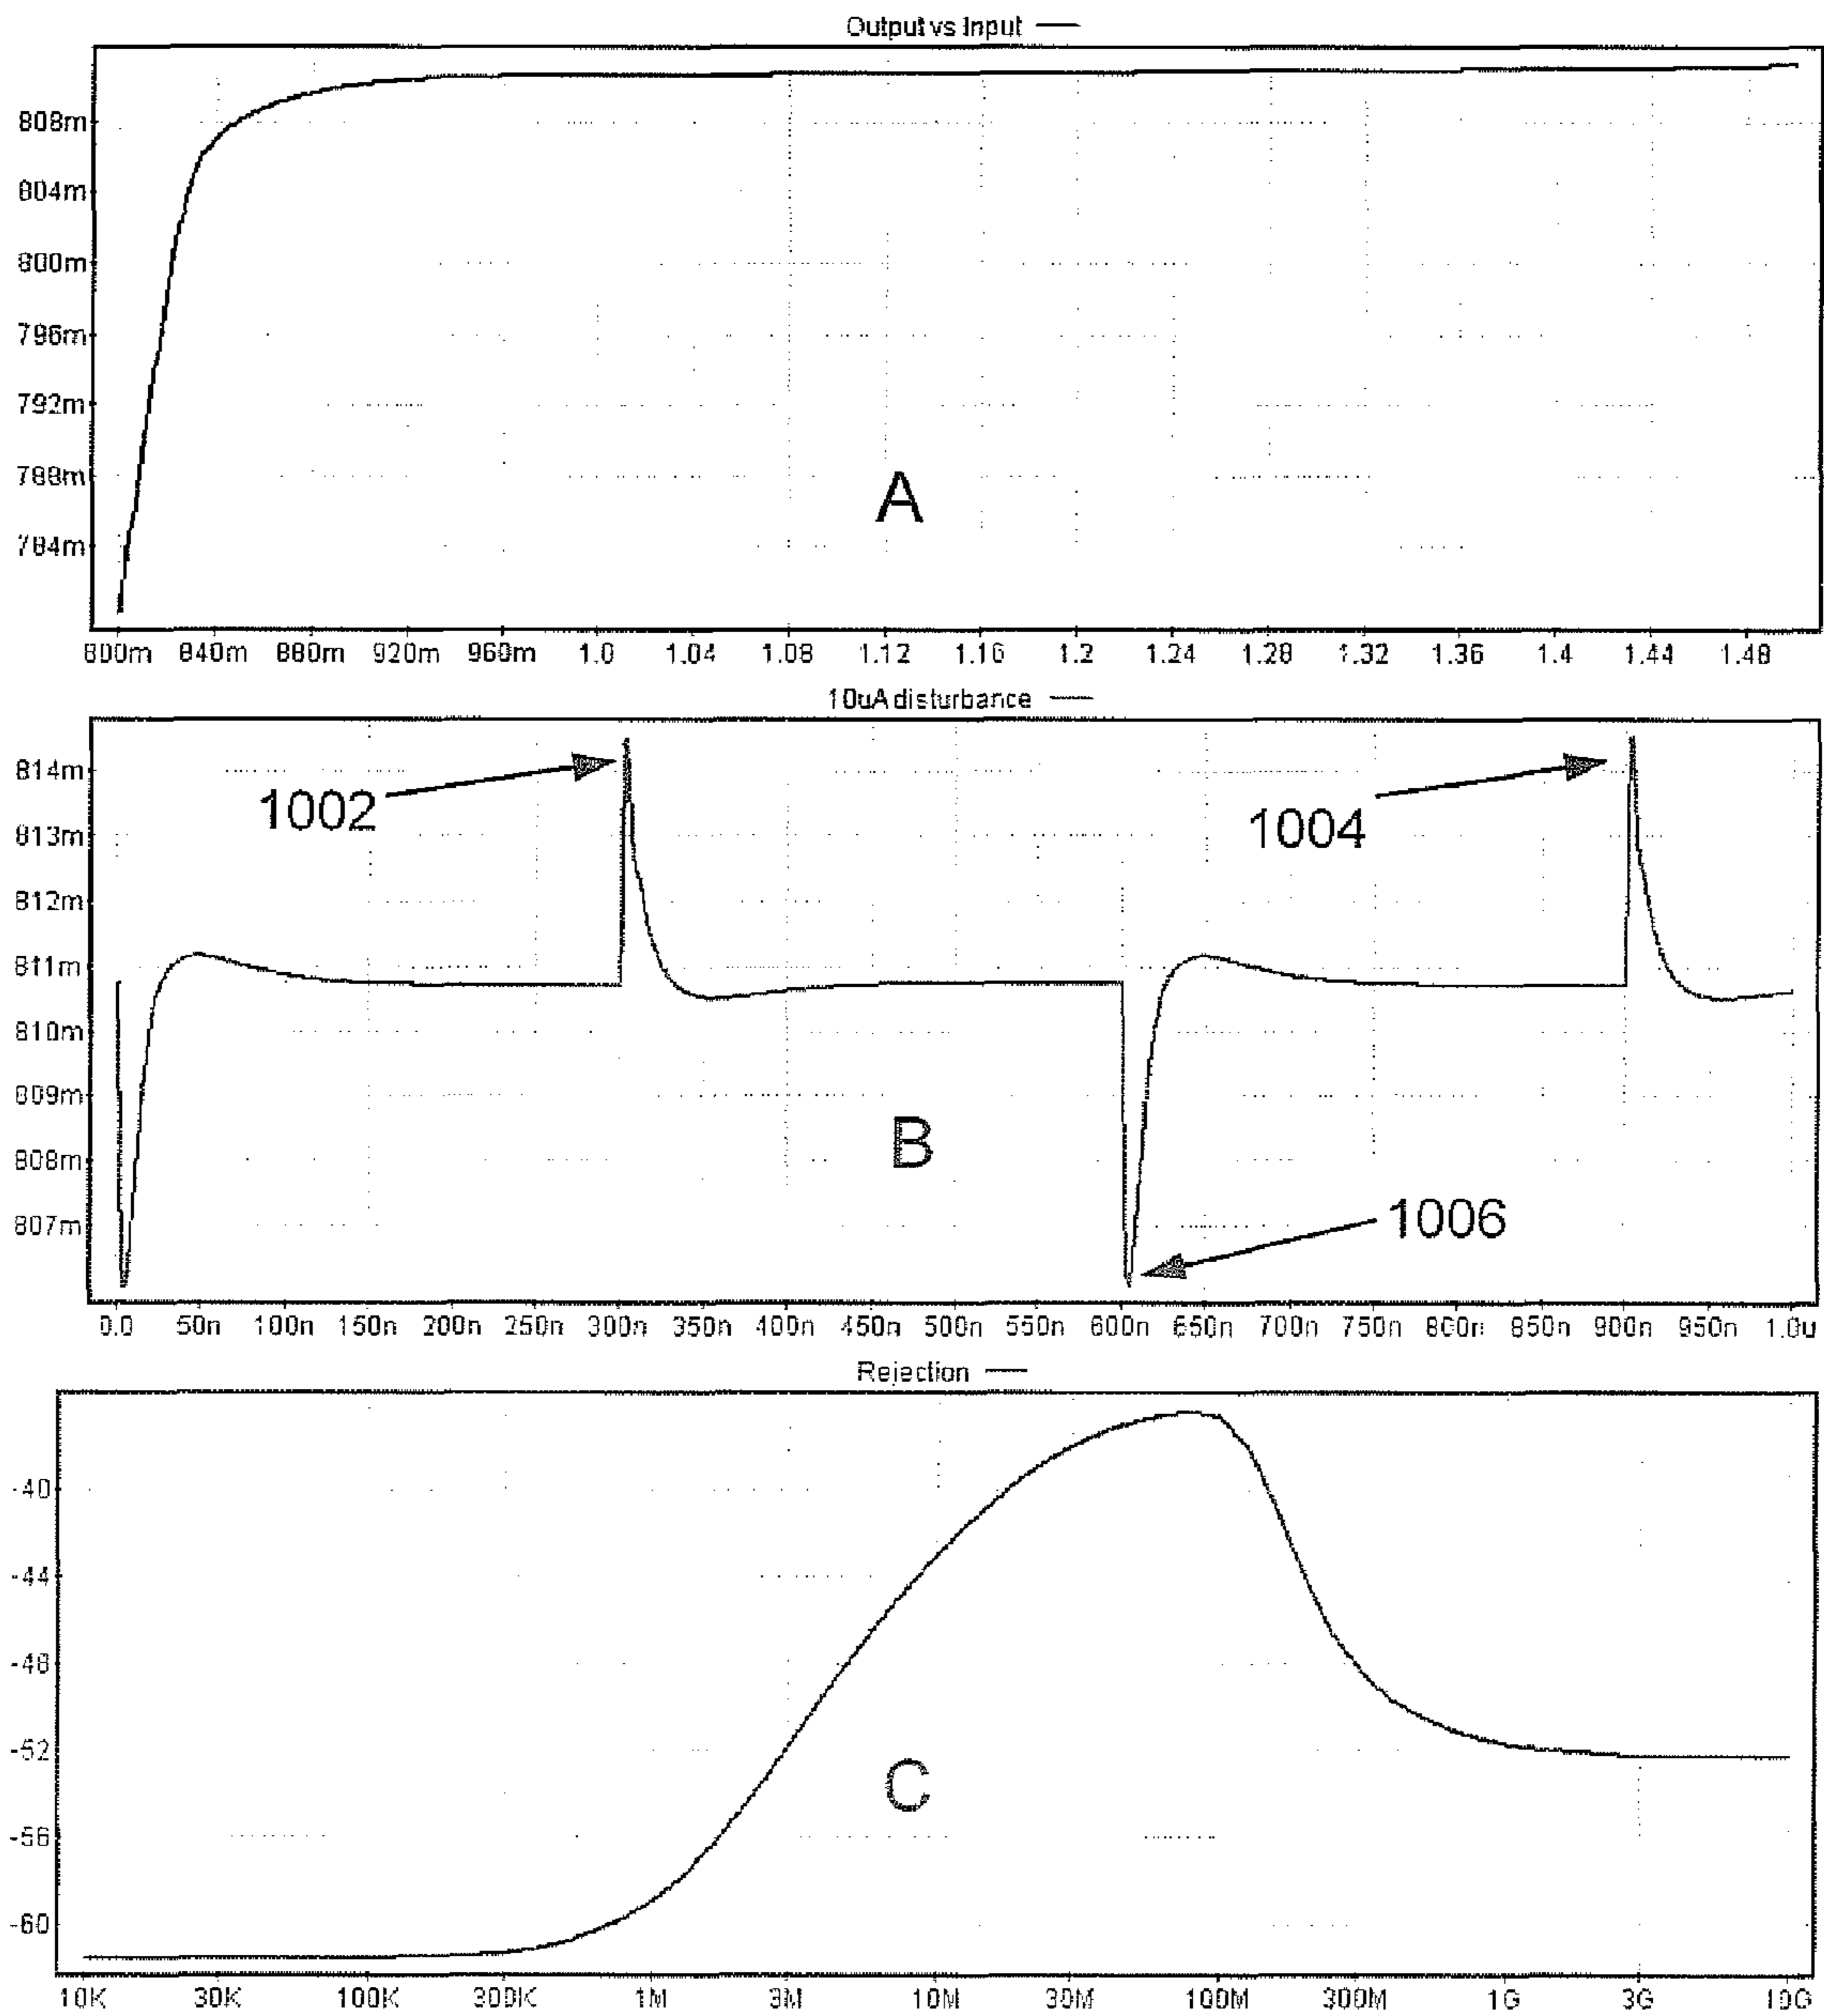 Output vs Input
808m
804m
800m
796m
792m
788m
784m
A
800m 840m 880m 920m 960m 1.0 1.04 1.08 1.12 1.16 1.2 1.24 1.28 1.32 1.36 1.4 1.44 1.48
10uA disturbance
814m
813m
812m
811m
810m
809m
808m
807m
1002
1004
B
1006
0.0 50n 100n 150n 200n 250n 300n 350n 400n 450n 500n 550n 600n 650n 700n 750n 800n 850n 900n 950n 1.0u
Rejection
-40
-44
-48
-52
-56
-60
C
10K 30K 100K 300K 1M 3M 10M 30M 100M 300M 1G 3G 10G